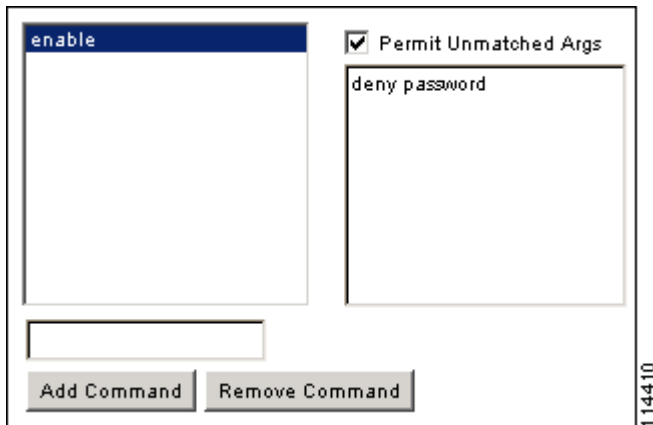 enable
Permit Unmatched Args
deny password
Add Command
Remove Command
114410